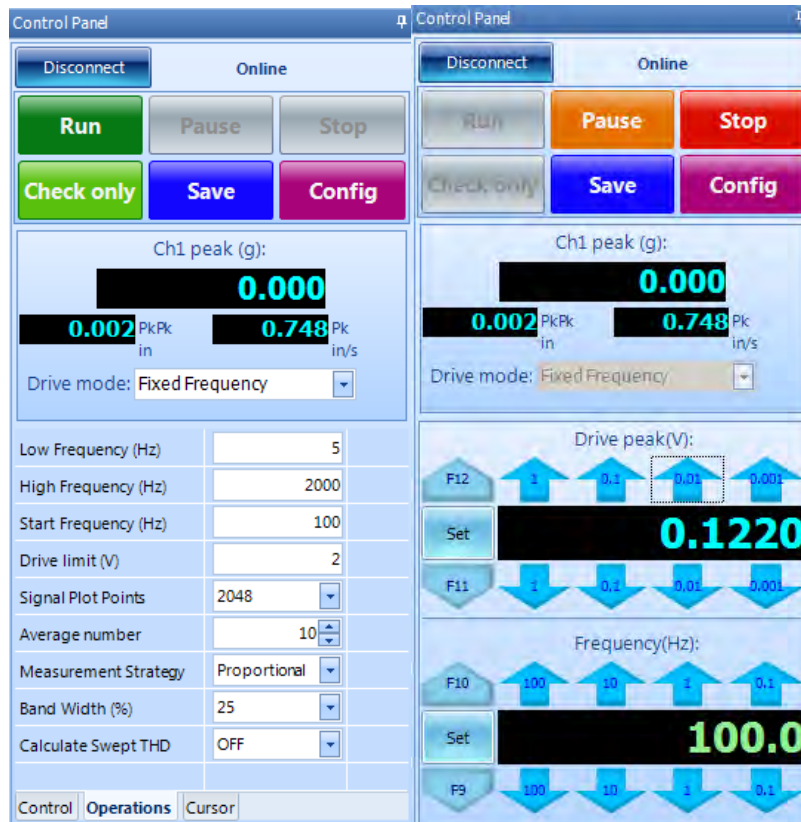 Control Panel
Disconnect Online
Run Pause Stop
Check only Save Config
Ch1 peak (g):
0.000
0.002 PkPk in 0.748 Pk in/s
Drive mode: Fixed Frequency
Low Frequency (Hz) 5
High Frequency (Hz) 2000
Start Frequency (Hz) 100
Drive limit (V) 2
Signal Plot Points 2048
Average number 10
Measurement Strategy Proportional
Band Width (%) 25
Calculate Swept THD OFF
Control Operations Cursor
Control Panel
Disconnect Online
Run Pause Stop
Check only Save Config
Ch1 peak (g):
0.000
0.002 PkPk in 0.748 Pk in/s
Drive mode: Fixed Frequency
Drive peak(V):
F12 1 0.1 0.01 0.001
Set 0.1220
F11 1 0.1 0.01 0.001
Frequency(Hz):
F10 100 10 1 0.1
Set 100.0
F9 100 10 1 0.1